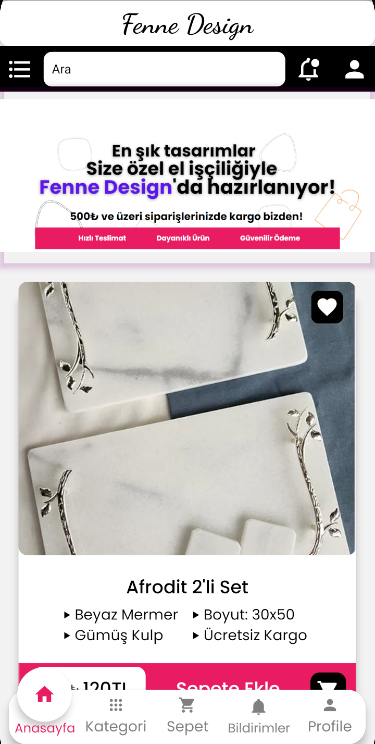 Fenne Design
Ara
En şık tasarımlar
Size özel el işçiliğiyle
Fenne Design'da hazırlanıyor!
500₺ ve üzeri siparişlerinizde kargo bizden!
Hızlı Teslimat Dayanıklı Ürün Güvenilir Ödeme
Afrodit 2'li Set
Beyaz Mermer Boyut: 30x50
Gümüş Kulp Ücretsiz Kargo
₺ 120TL Sepete Ekle
Anasayfa Kategori Sepet Bildirimler Profile